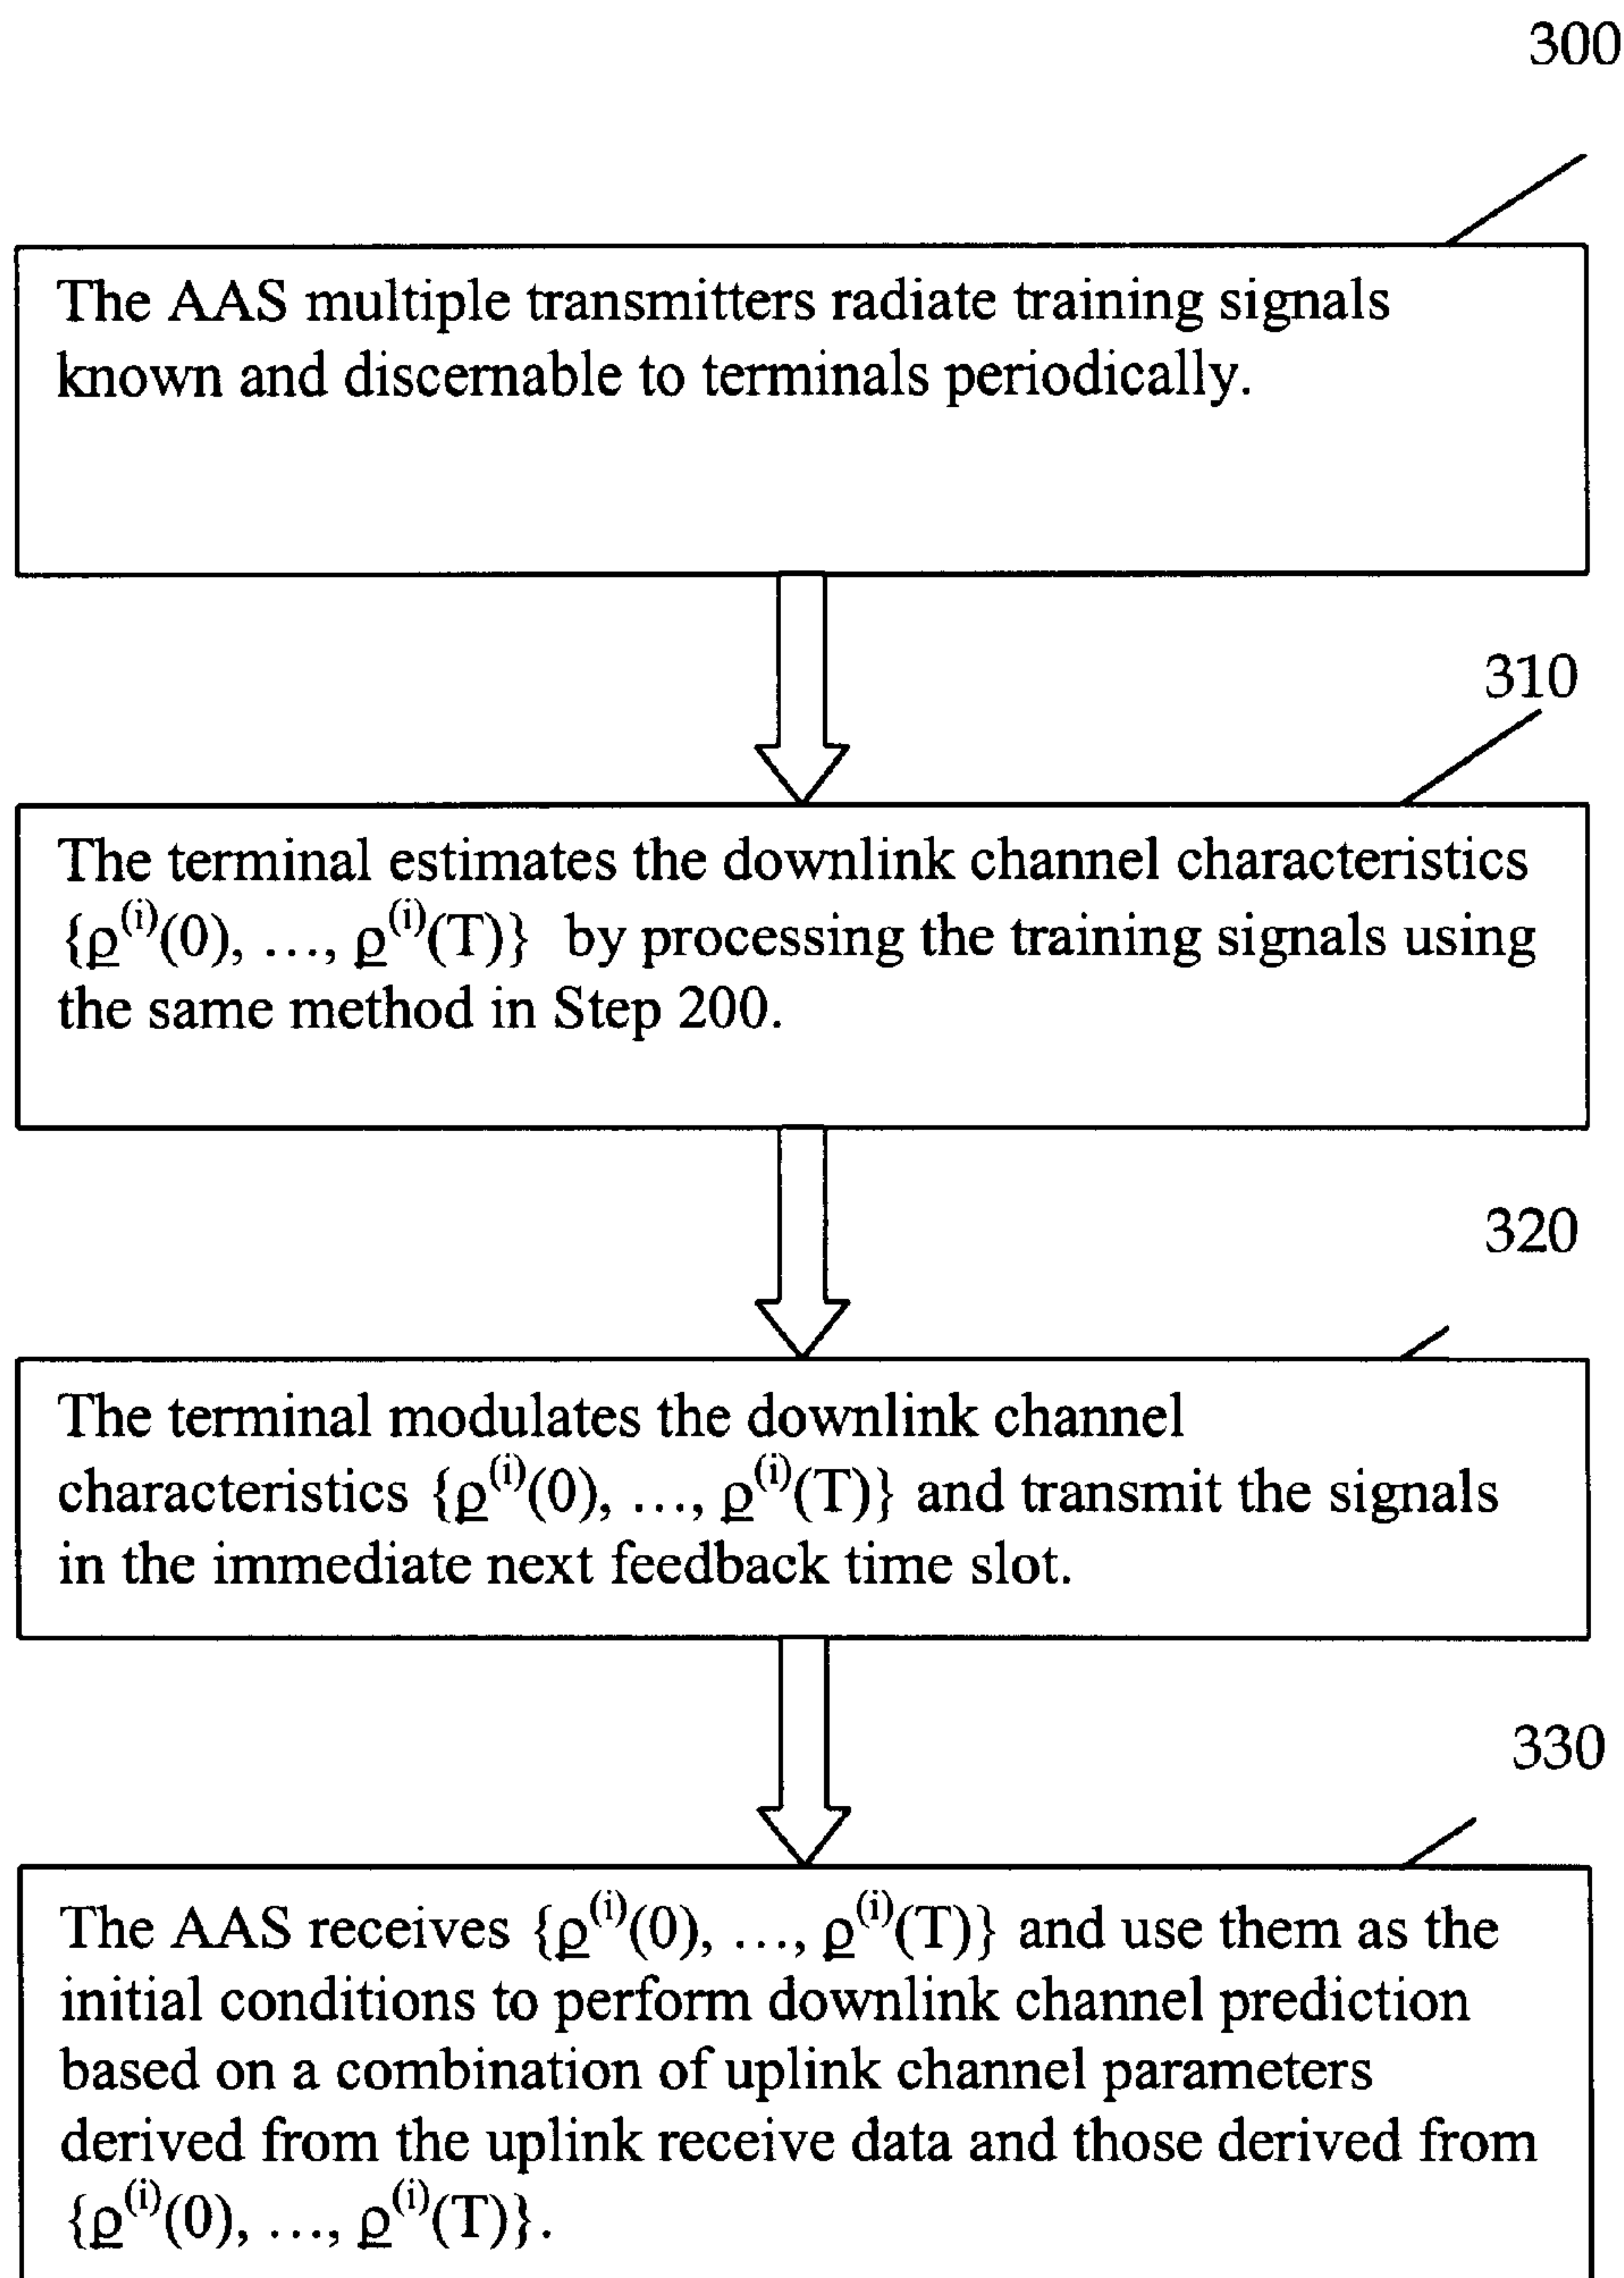 300
The AAS multiple transmitters radiate training signals
known and discernable to terminals periodically.
310
The terminal estimates the downlink channel characteristics
{ρ̲⁽ⁱ⁾(0), …, ρ̲⁽ⁱ⁾(T)} by processing the training signals using
the same method in Step 200.
320
The terminal modulates the downlink channel
characteristics {ρ̲⁽ⁱ⁾(0), …, ρ̲⁽ⁱ⁾(T)} and transmit the signals
in the immediate next feedback time slot.
330
The AAS receives {ρ̲⁽ⁱ⁾(0), …, ρ̲⁽ⁱ⁾(T)} and use them as the
initial conditions to perform downlink channel prediction
based on a combination of uplink channel parameters
derived from the uplink receive data and those derived from
{ρ̲⁽ⁱ⁾(0), …, ρ̲⁽ⁱ⁾(T)}.